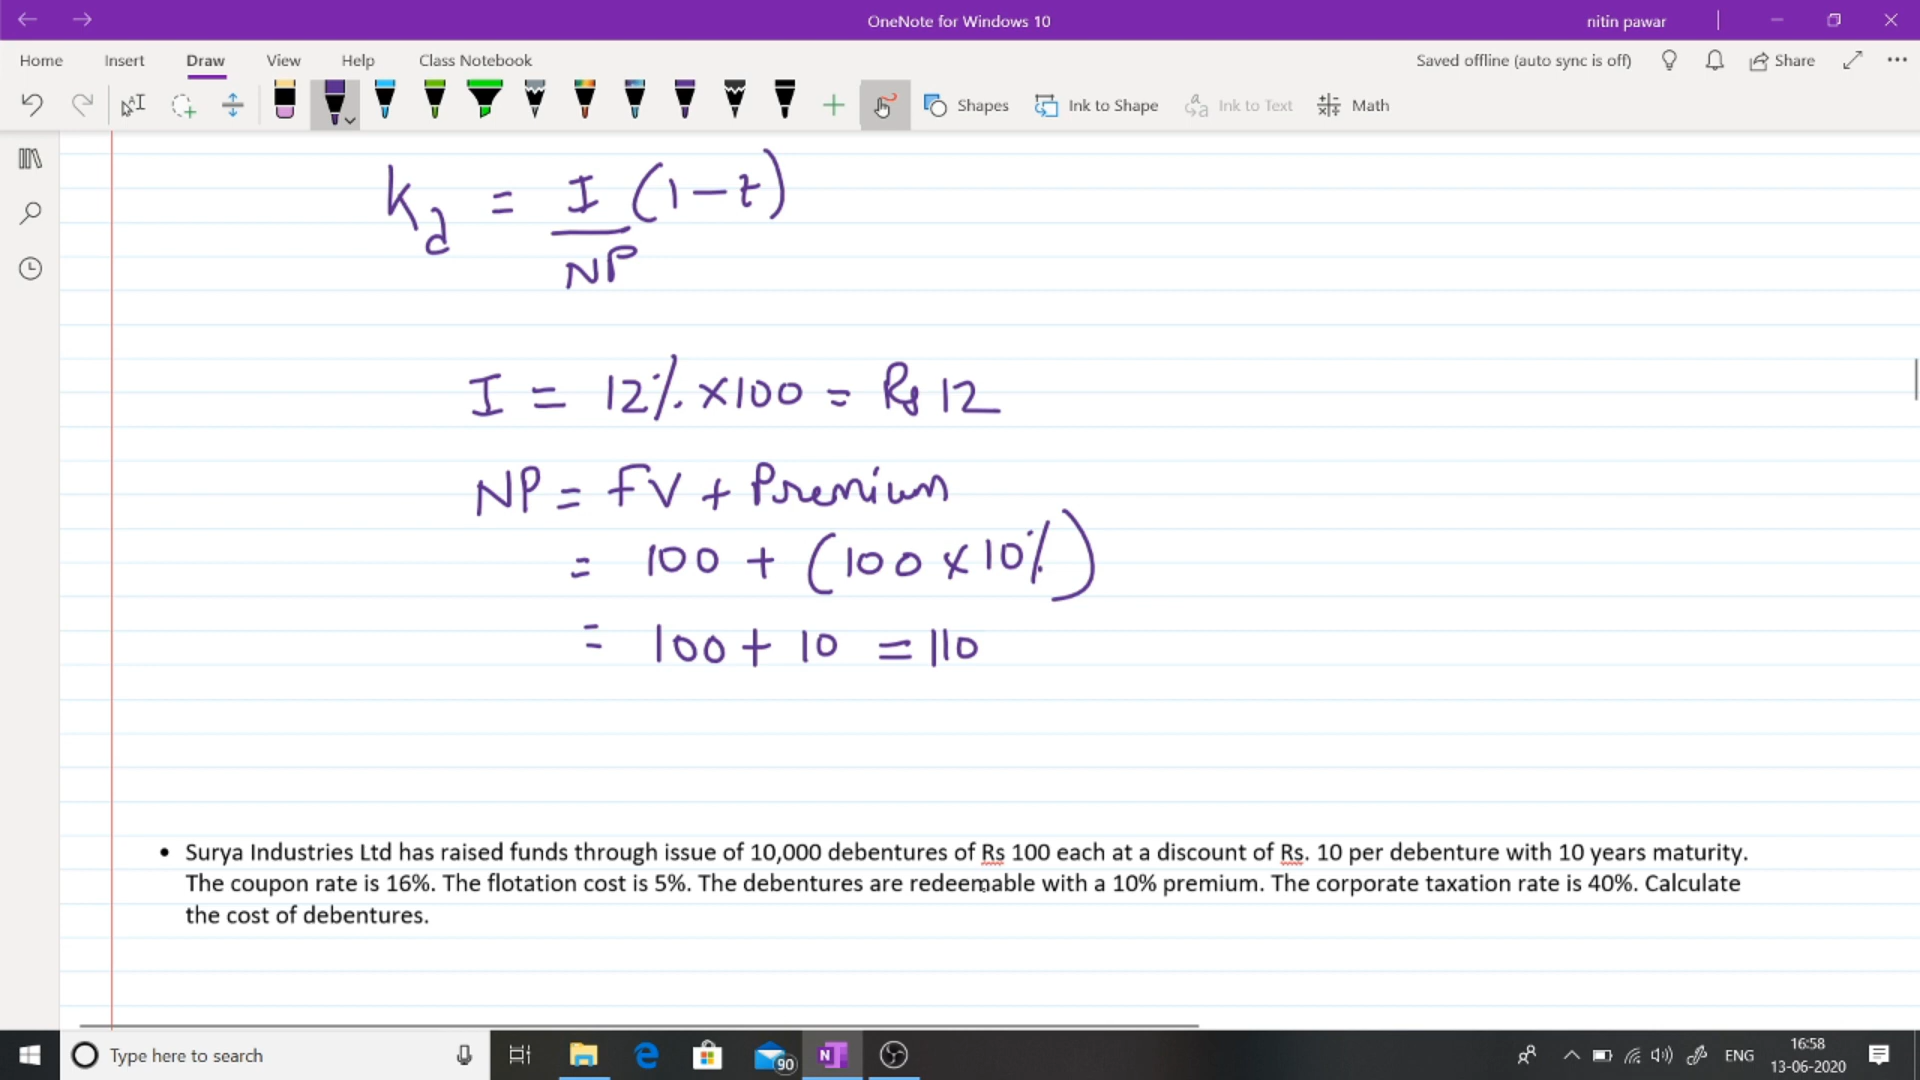 OneNote for Windows 10
nitin pawar
Home Insert Draw View Help Class Notebook
Saved offline (auto sync is off) Share
Shapes Ink to Shape Ink to Text Math
k_d = I/NP (1-t)
I = 12% × 100 = Rs 12
NP = FV + Premium
= 100 + (100 × 10%)
= 100 + 10 = 110
• Surya Industries Ltd has raised funds through issue of 10,000 debentures of Rs 100 each at a discount of Rs. 10 per debenture with 10 years maturity.
The coupon rate is 16%. The flotation cost is 5%. The debentures are redeemable with a 10% premium. The corporate taxation rate is 40%. Calculate
the cost of debentures.
Type here to search
90
N
ENG
16:58
13-06-2020